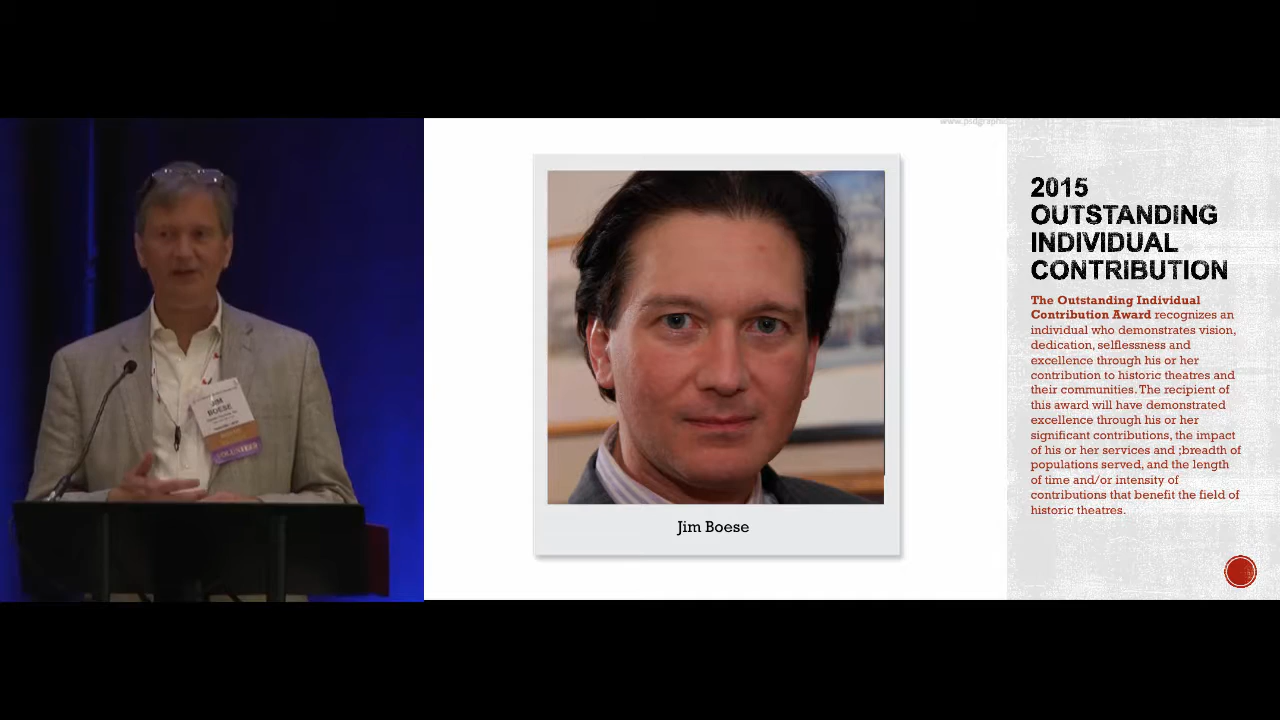 JIM
BOESE
VOLUNTEER
Jim Boese
2015
OUTSTANDING
INDIVIDUAL
CONTRIBUTION
The Outstanding Individual
Contribution Award recognizes an
individual who demonstrates vision,
dedication, selflessness and
excellence through his or her
contribution to historic theatres and
their communities. The recipient of
this award will have demonstrated
excellence through his or her
significant contributions, the impact
of his or her services and ;breadth of
populations served, and the length
of time and/or intensity of
contributions that benefit the field of
historic theatres.